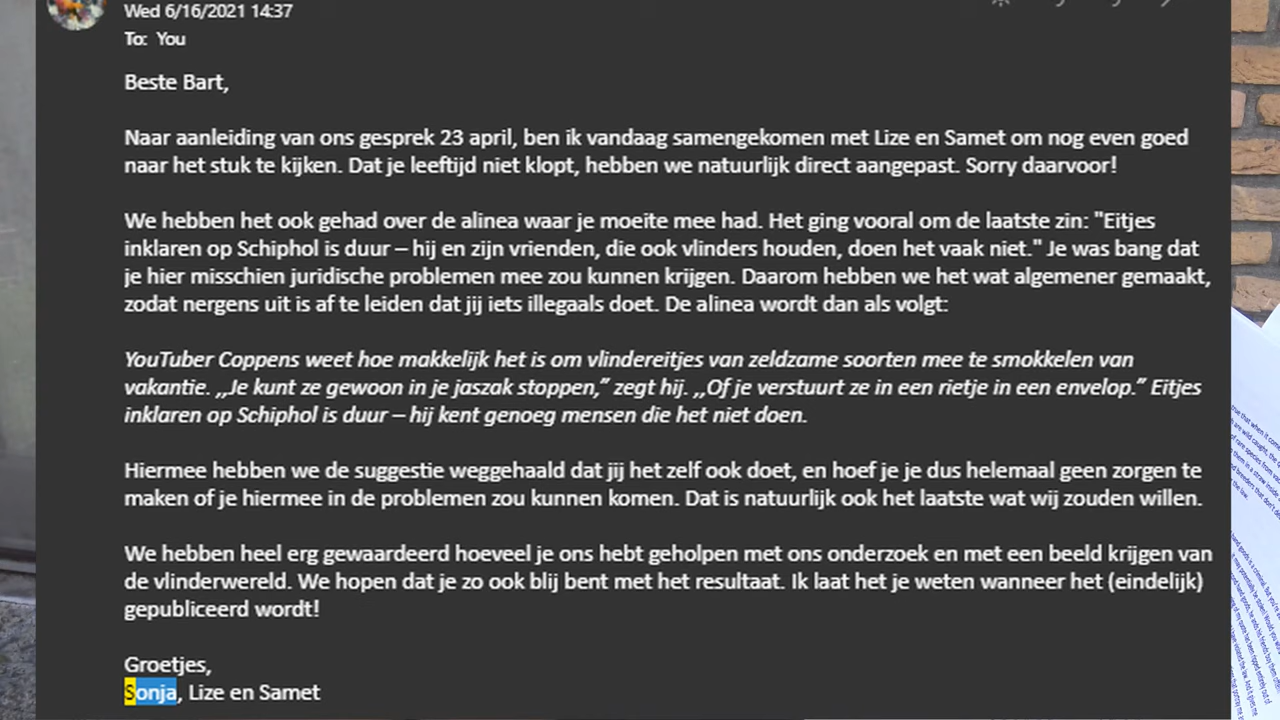 Wed 6/16/2021 14:37
To: You
Beste Bart,
Naar aanleiding van ons gesprek 23 april, ben ik vandaag samengekomen met Lize en Samet om nog even goed
naar het stuk te kijken. Dat je leeftijd niet klopt, hebben we natuurlijk direct aangepast. Sorry daarvoor!
We hebben het ook gehad over de alinea waar je moeite mee had. Het ging vooral om de laatste zin: "Eitjes
inklaren op Schiphol is duur – hij en zijn vrienden, die ook vlinders houden, doen het vaak niet." Je was bang dat
je hier misschien juridische problemen mee zou kunnen krijgen. Daarom hebben we het wat algemener gemaakt,
zodat nergens uit is af te leiden dat jij iets illegaals doet. De alinea wordt dan als volgt:
YouTuber Coppens weet hoe makkelijk het is om vlindereitjes van zeldzame soorten mee te smokkelen van
vakantie. ,,Je kunt ze gewoon in je jaszak stoppen,” zegt hij. ,,Of je verstuurt ze in een rietje in een envelop.” Eitjes
inklaren op Schiphol is duur – hij kent genoeg mensen die het niet doen.
Hiermee hebben we de suggestie weggehaald dat jij het zelf ook doet, en hoef je je dus helemaal geen zorgen te
maken of je hiermee in de problemen zou kunnen komen. Dat is natuurlijk ook het laatste wat wij zouden willen.
We hebben heel erg gewaardeerd hoeveel je ons hebt geholpen met ons onderzoek en met een beeld krijgen van
de vlinderwereld. We hopen dat je zo ook blij bent met het resultaat. Ik laat het je weten wanneer het (eindelijk)
gepubliceerd wordt!
Groetjes,
Sonja, Lize en Samet